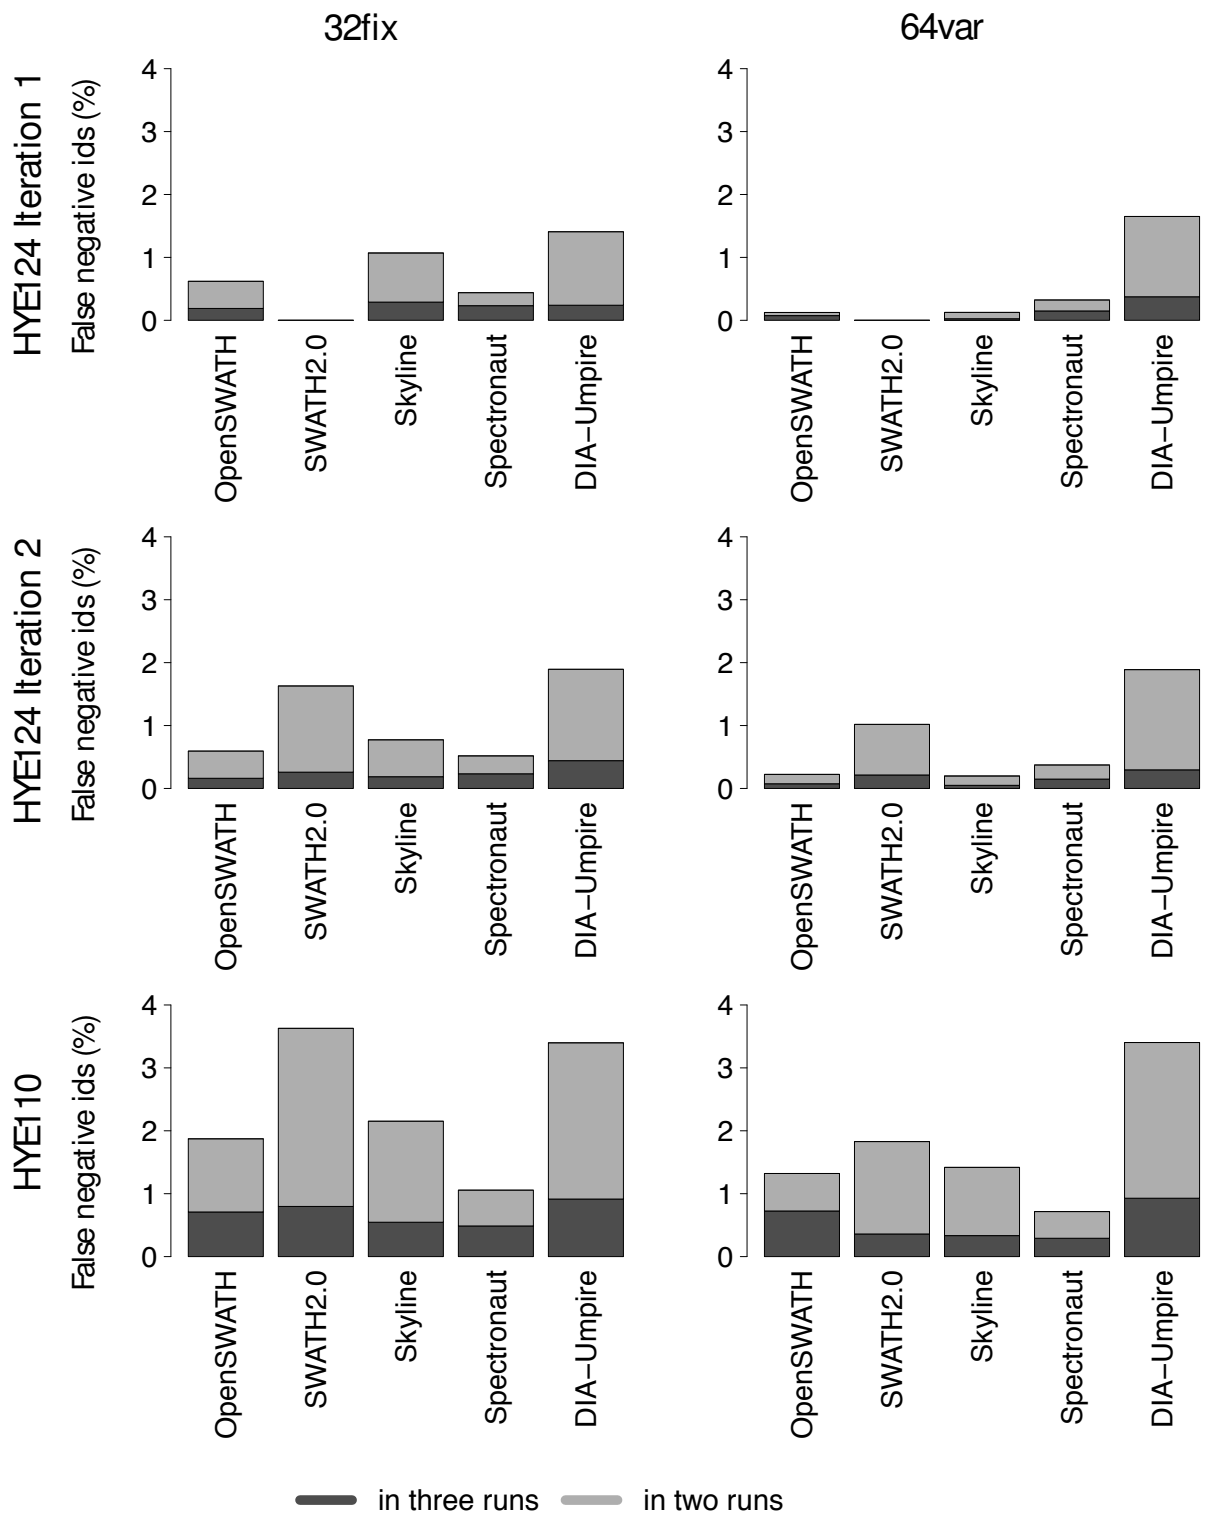 32fix
64var
HYE124 Iteration 1
False negative ids (%)
4
3
2
1
0
OpenSWATH
SWATH2.0
Skyline
Spectronaut
DIA−Umpire
4
3
2
1
0
OpenSWATH
SWATH2.0
Skyline
Spectronaut
DIA−Umpire
HYE124 Iteration 2
False negative ids (%)
4
3
2
1
0
OpenSWATH
SWATH2.0
Skyline
Spectronaut
DIA−Umpire
4
3
2
1
0
OpenSWATH
SWATH2.0
Skyline
Spectronaut
DIA−Umpire
HYE110
False negative ids (%)
4
3
2
1
0
OpenSWATH
SWATH2.0
Skyline
Spectronaut
DIA−Umpire
4
3
2
1
0
OpenSWATH
SWATH2.0
Skyline
Spectronaut
DIA−Umpire
in three runs
in two runs